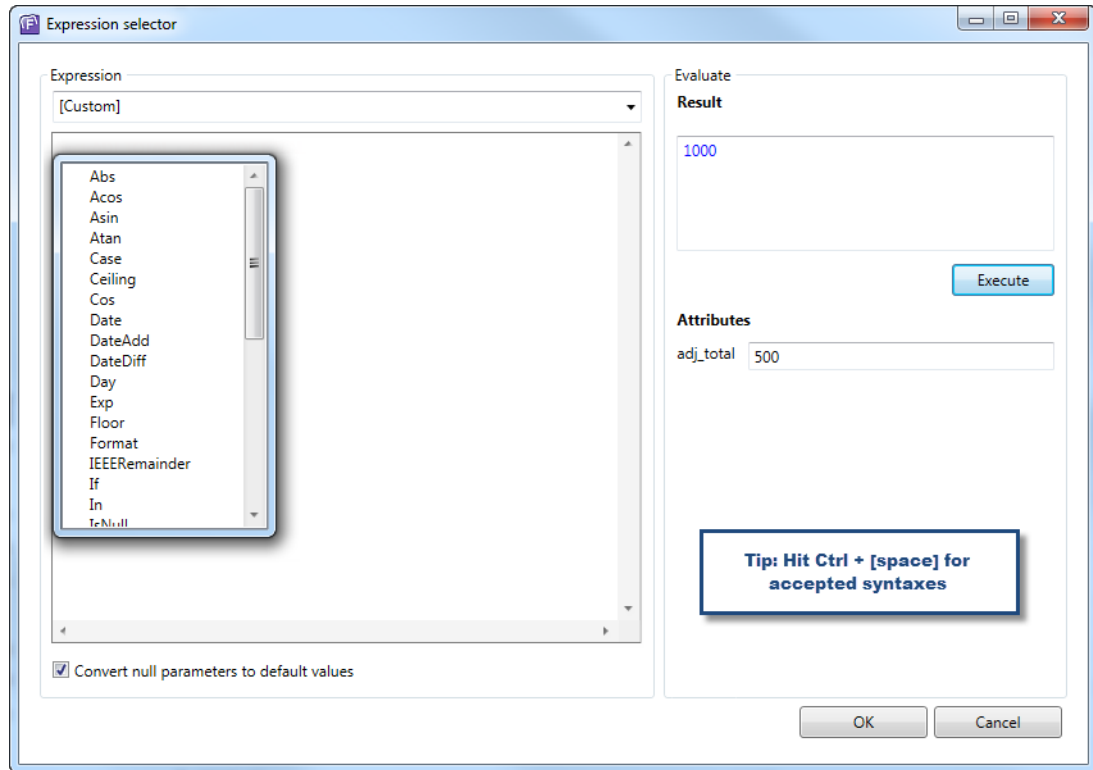 Expression selector
Expression
[Custom]
Abs
Acos
Asin
Atan
Case
Ceiling
Cos
Date
DateAdd
DateDiff
Day
Exp
Floor
Format
IEEERemainder
If
In
IsNull
Convert null parameters to default values
Evaluate
Result
1000
Execute
Attributes
adj_total 500
Tip: Hit Ctrl + [space] for
accepted syntaxes
OK Cancel